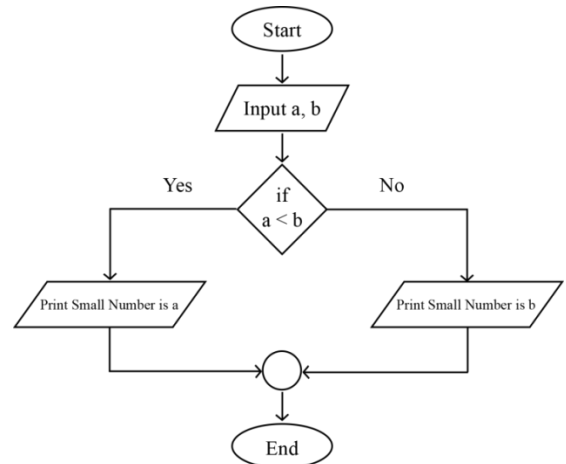 Start
Input a, b
Yes
No
if
a < b
Print Small Number is a
Print Small Number is b
End